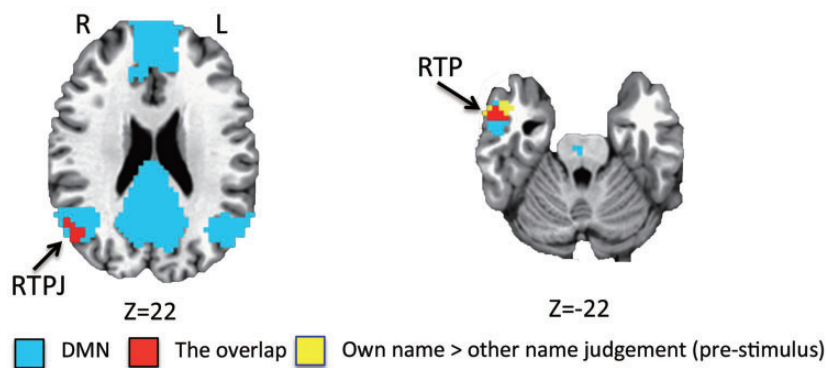 R L
RTP
RTPJ
Z=22
Z=-22
DMN The overlap Own name > other name judgement (pre-stimulus)